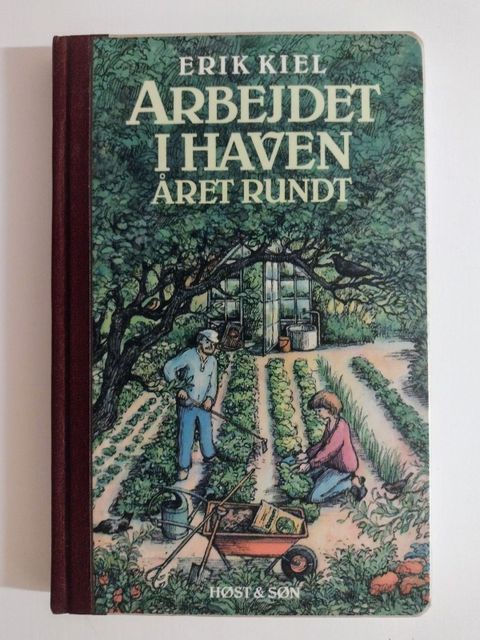 ERIK KIEL
ARBEJDET
I HAVEN
ÅRET RUNDT
HØST & SØN